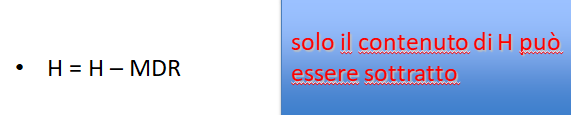 • H = H – MDR
solo il contenuto di H può
essere sottratto